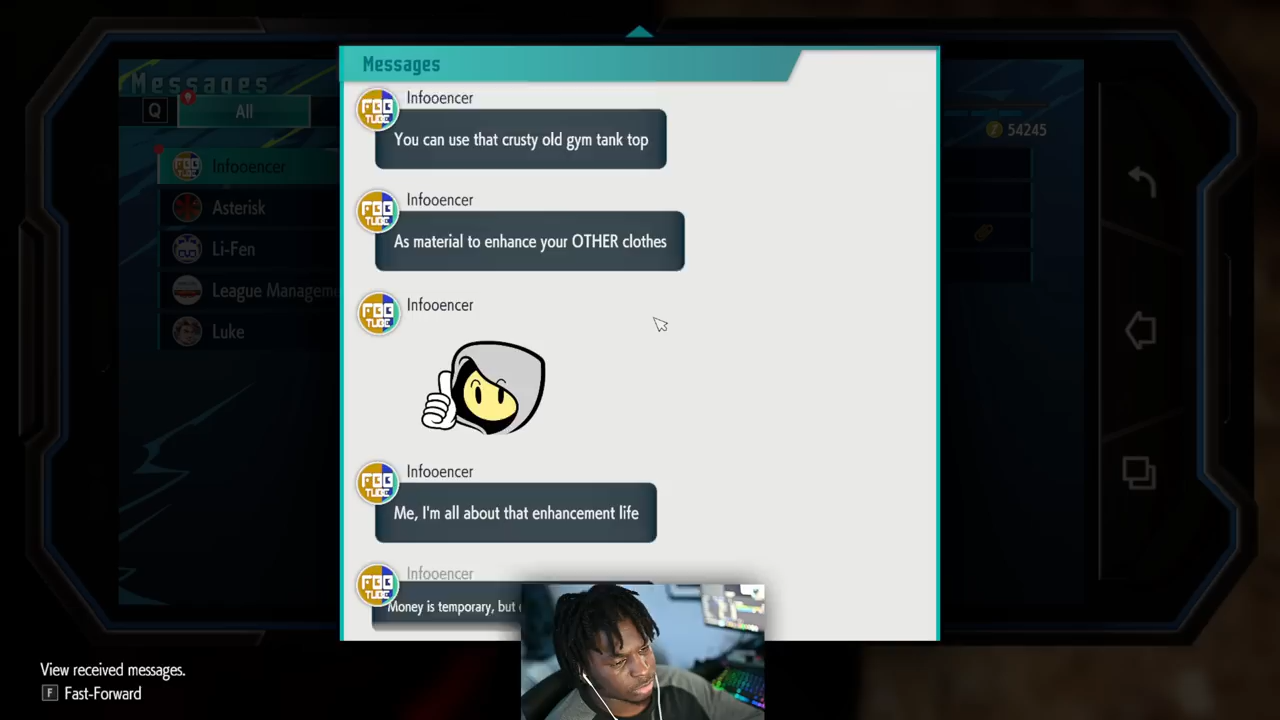 Messages
Q
All
Infooencer
Asterisk
Li-Fen
League Manageme
Luke
54245
Messages
Infooencer
You can use that crusty old gym tank top
Infooencer
As material to enhance your OTHER clothes
Infooencer
Infooencer
Me, I'm all about that enhancement life
Infooencer
Money is temporary, but
View received messages.
F Fast-Forward